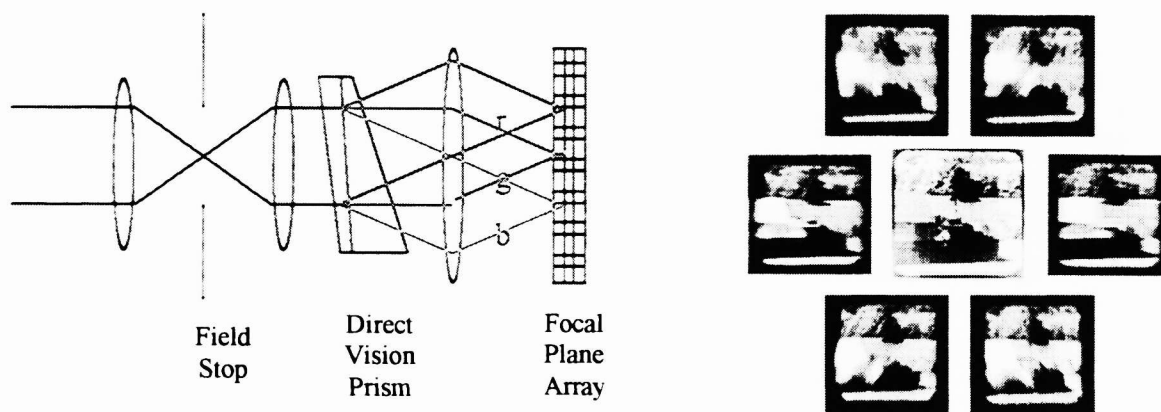 r
g
b
Field
Stop
Direct
Vision
Prism
Focal
Plane
Array